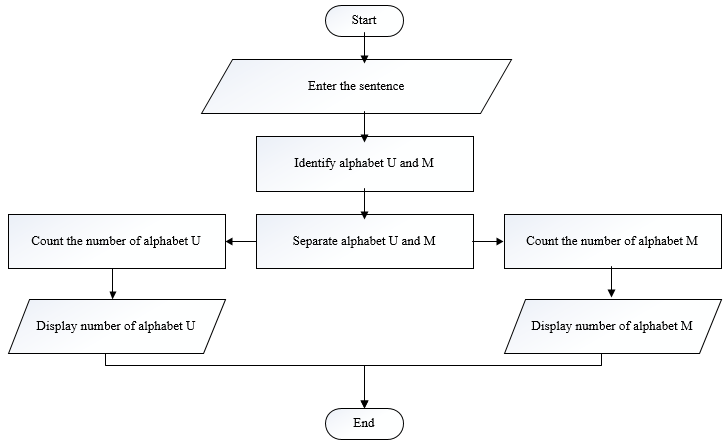 Start
Enter the sentence
Identify alphabet U and M
Count the number of alphabet U
Separate alphabet U and M
Count the number of alphabet M
Display number of alphabet U
Display number of alphabet M
End